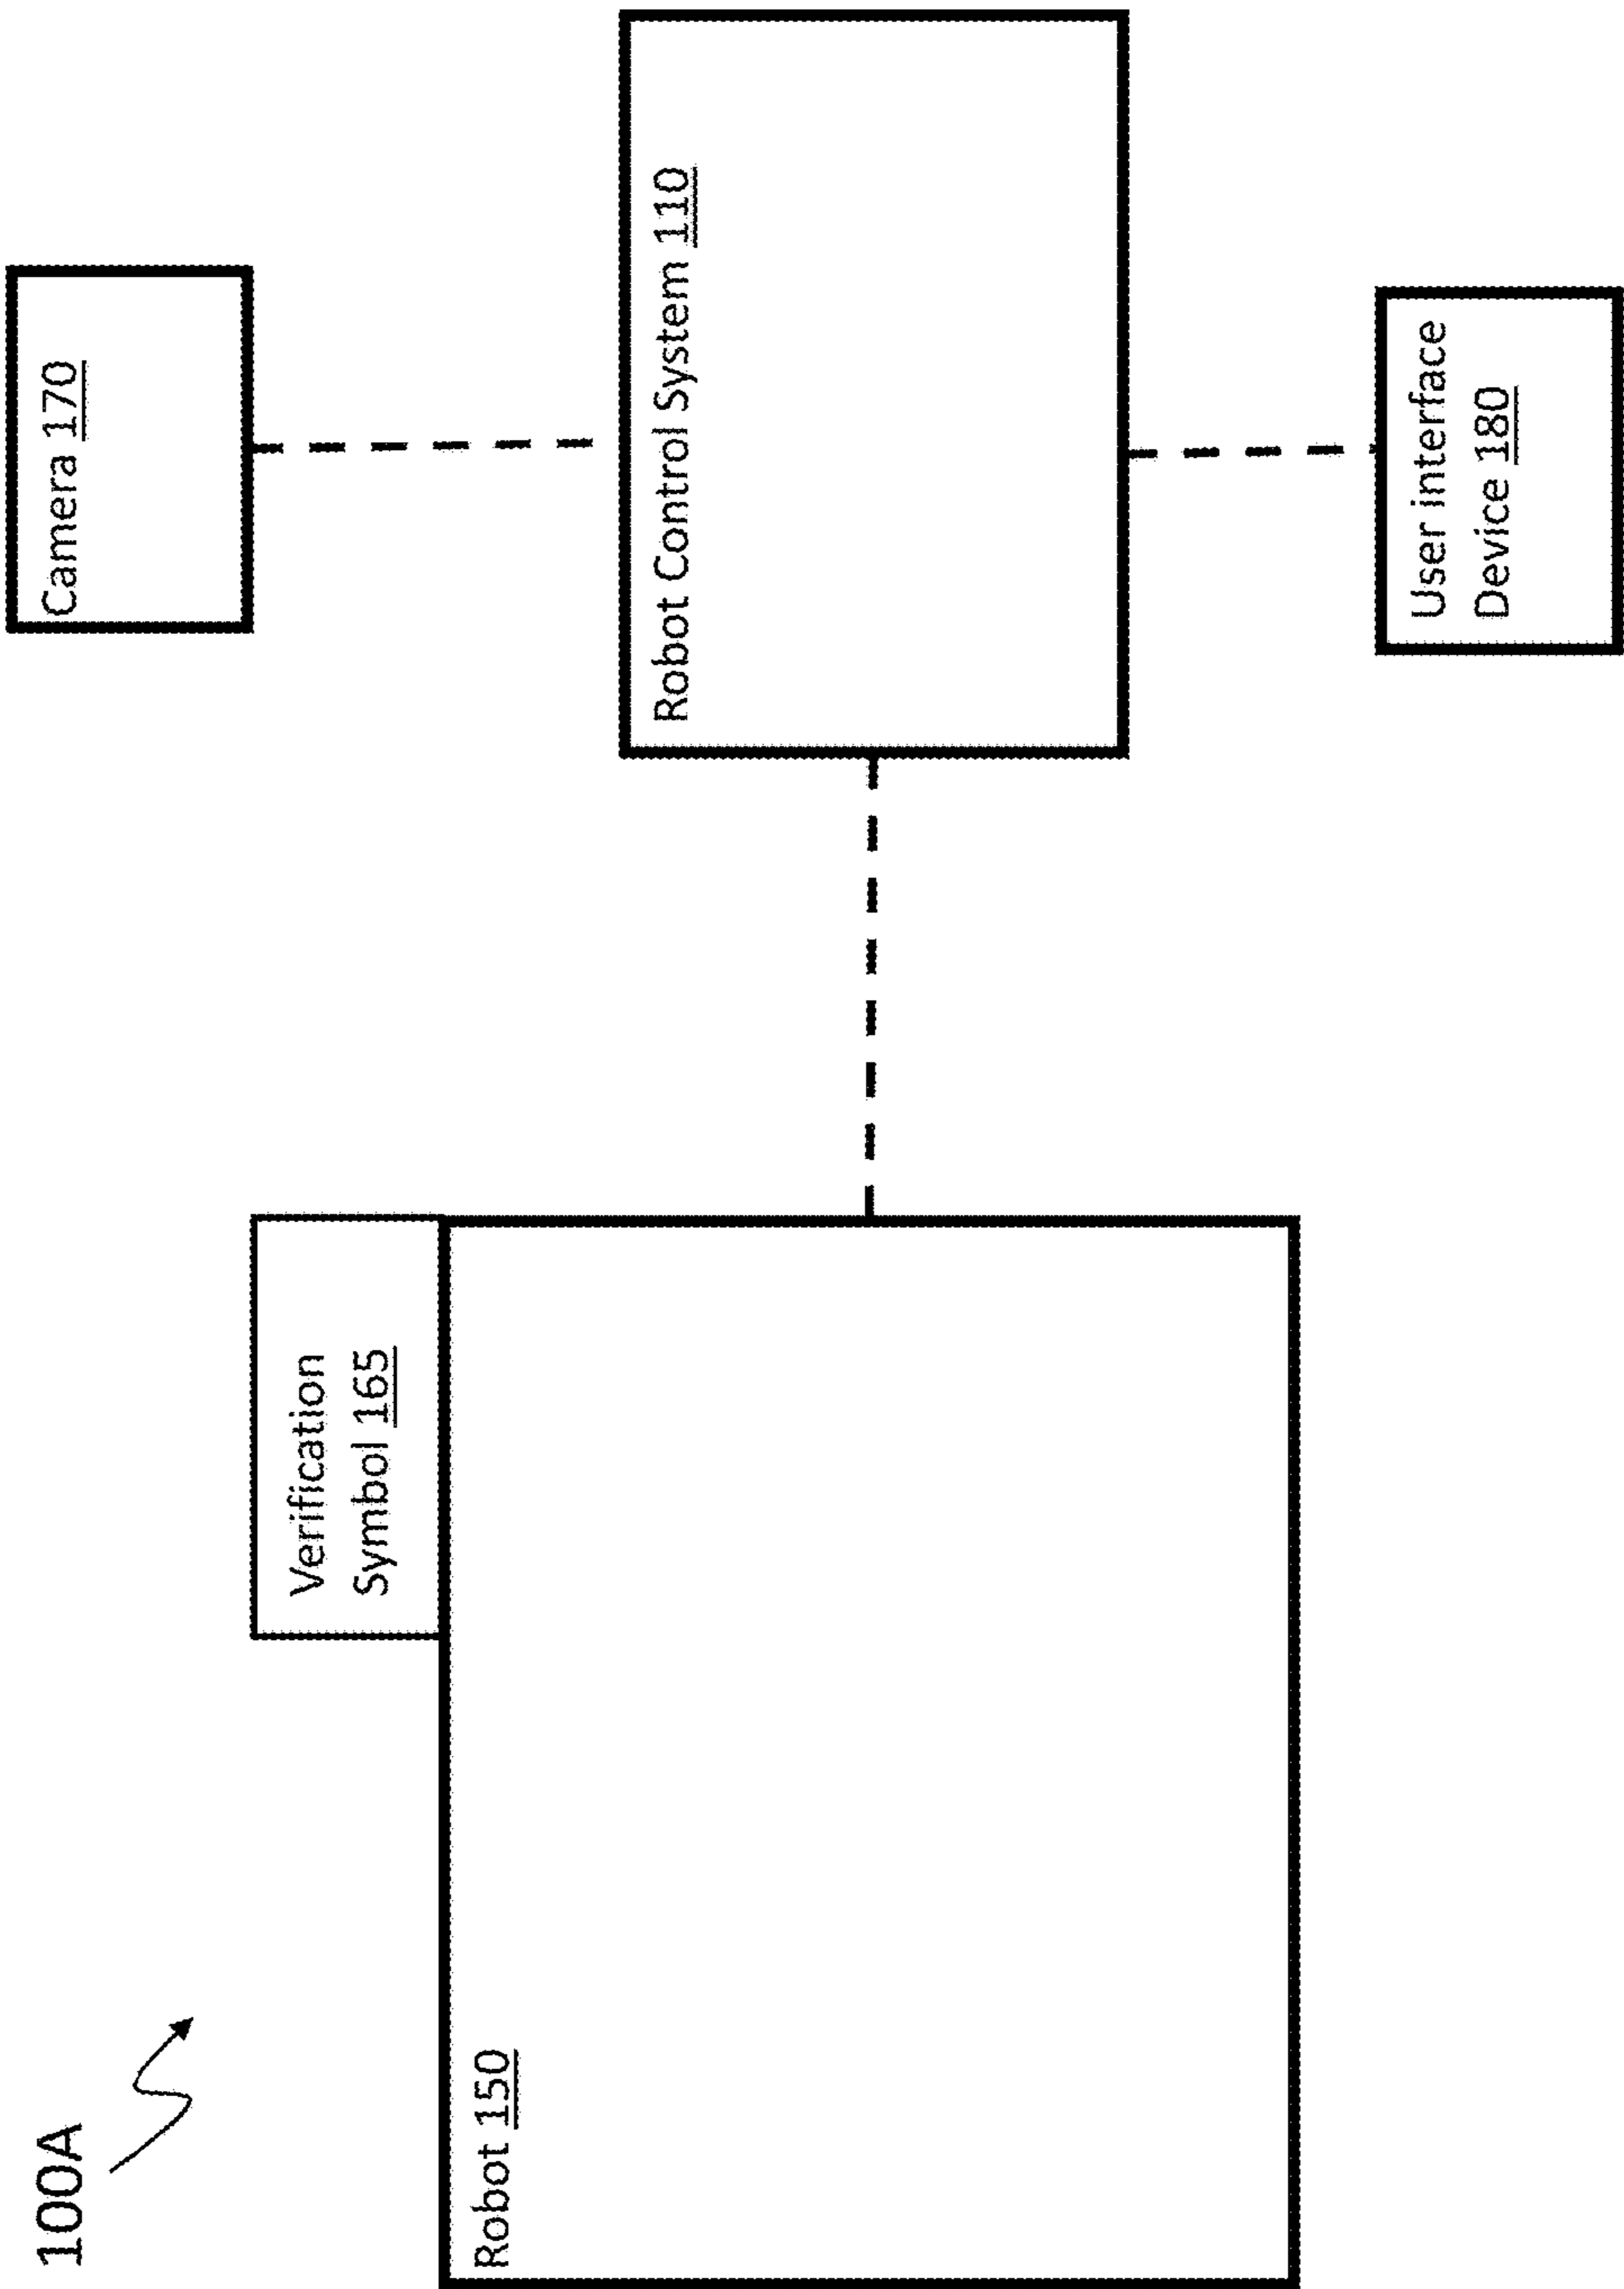 100A
Camera 170
Verification
Symbol 165
Robot 150
Robot Control System 110
User interface
Device 180